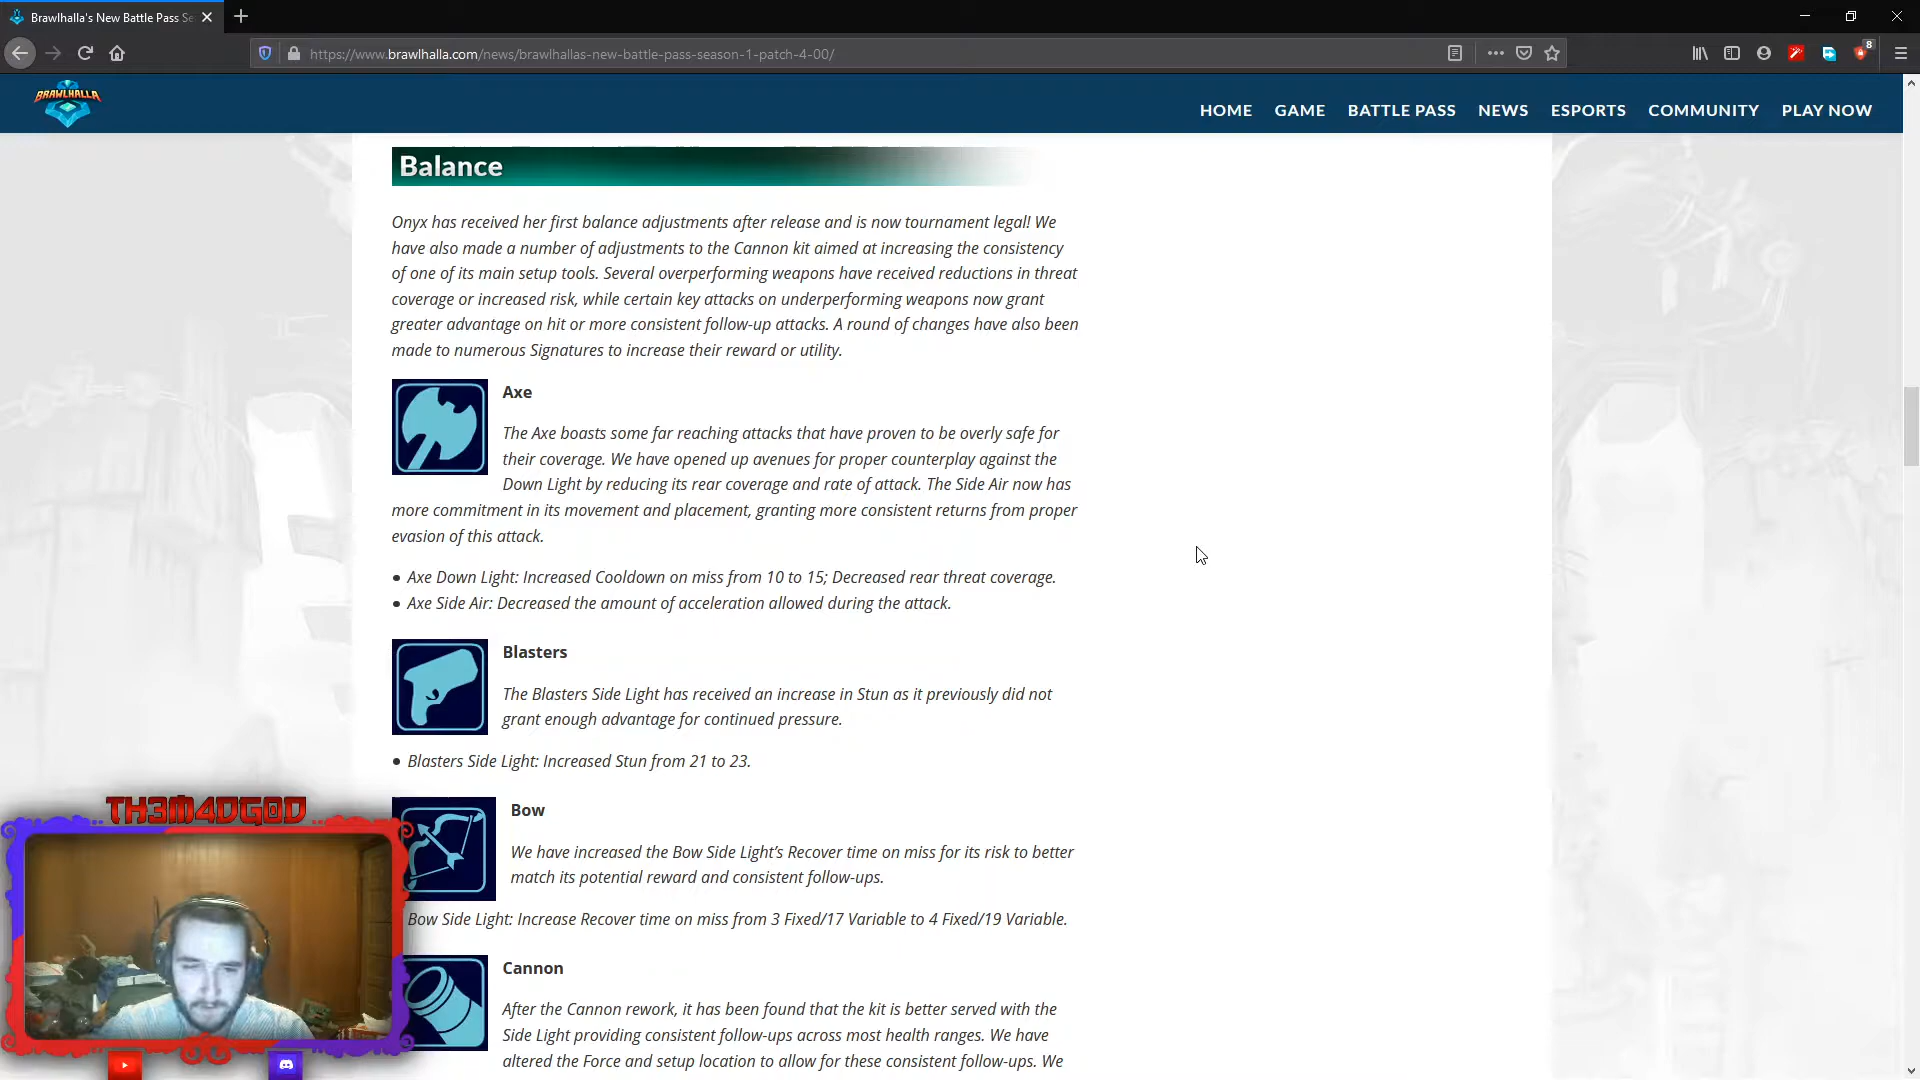 Brawlhalla's New Battle Pass Se
https://www.brawlhalla.com/news/brawlhallas-new-battle-pass-season-1-patch-4-00/
8
BRAWLHALLA
HOME GAME BATTLE PASS NEWS ESPORTS COMMUNITY PLAY NOW
Balance
Onyx has received her first balance adjustments after release and is now tournament legal! We
have also made a number of adjustments to the Cannon kit aimed at increasing the consistency
of one of its main setup tools. Several overperforming weapons have received reductions in threat
coverage or increased risk, while certain key attacks on underperforming weapons now grant
greater advantage on hit or more consistent follow-up attacks. A round of changes have also been
made to numerous Signatures to increase their reward or utility.
Axe
The Axe boasts some far reaching attacks that have proven to be overly safe for
their coverage. We have opened up avenues for proper counterplay against the
Down Light by reducing its rear coverage and rate of attack. The Side Air now has
more commitment in its movement and placement, granting more consistent returns from proper
evasion of this attack.
• Axe Down Light: Increased Cooldown on miss from 10 to 15; Decreased rear threat coverage.
• Axe Side Air: Decreased the amount of acceleration allowed during the attack.
Blasters
The Blasters Side Light has received an increase in Stun as it previously did not
grant enough advantage for continued pressure.
• Blasters Side Light: Increased Stun from 21 to 23.
Bow
We have increased the Bow Side Light's Recover time on miss for its risk to better
match its potential reward and consistent follow-ups.
Bow Side Light: Increase Recover time on miss from 3 Fixed/17 Variable to 4 Fixed/19 Variable.
Cannon
After the Cannon rework, it has been found that the kit is better served with the
Side Light providing consistent follow-ups across most health ranges. We have
altered the Force and setup location to allow for these consistent follow-ups. We
TH3M4DG0D